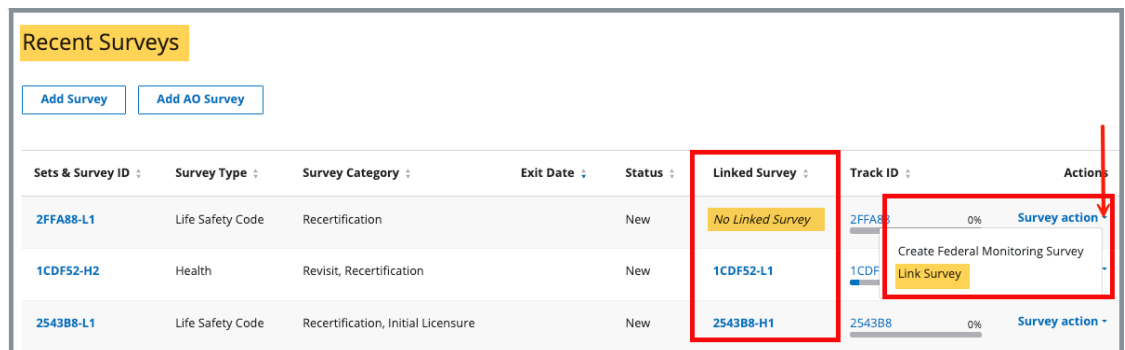 Recent Surveys
Add Survey Add AO Survey
Sets & Survey ID Survey Type Survey Category Exit Date Status Linked Survey Track ID Actions
2FFA88-L1 Life Safety Code Recertification New No Linked Survey 2FFA88 0% Survey action
Create Federal Monitoring Survey
1CDF52-H2 Health Revisit, Recertification New 1CDF52-L1 1CDF
Link Survey
2543B8-L1 Life Safety Code Recertification, Initial Licensure New 2543B8-H1 2543B8 0% Survey action